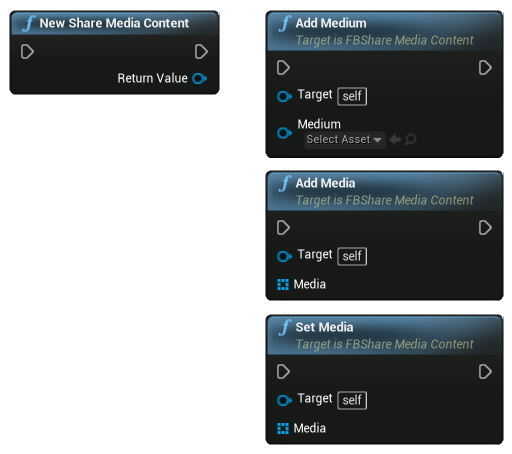 New Share Media Content
Return Value
Add Medium
Target is FBShare Media Content
Target self
Medium
Select Asset
Add Media
Target is FBShare Media Content
Target self
Media
Set Media
Target is FBShare Media Content
Target self
Media